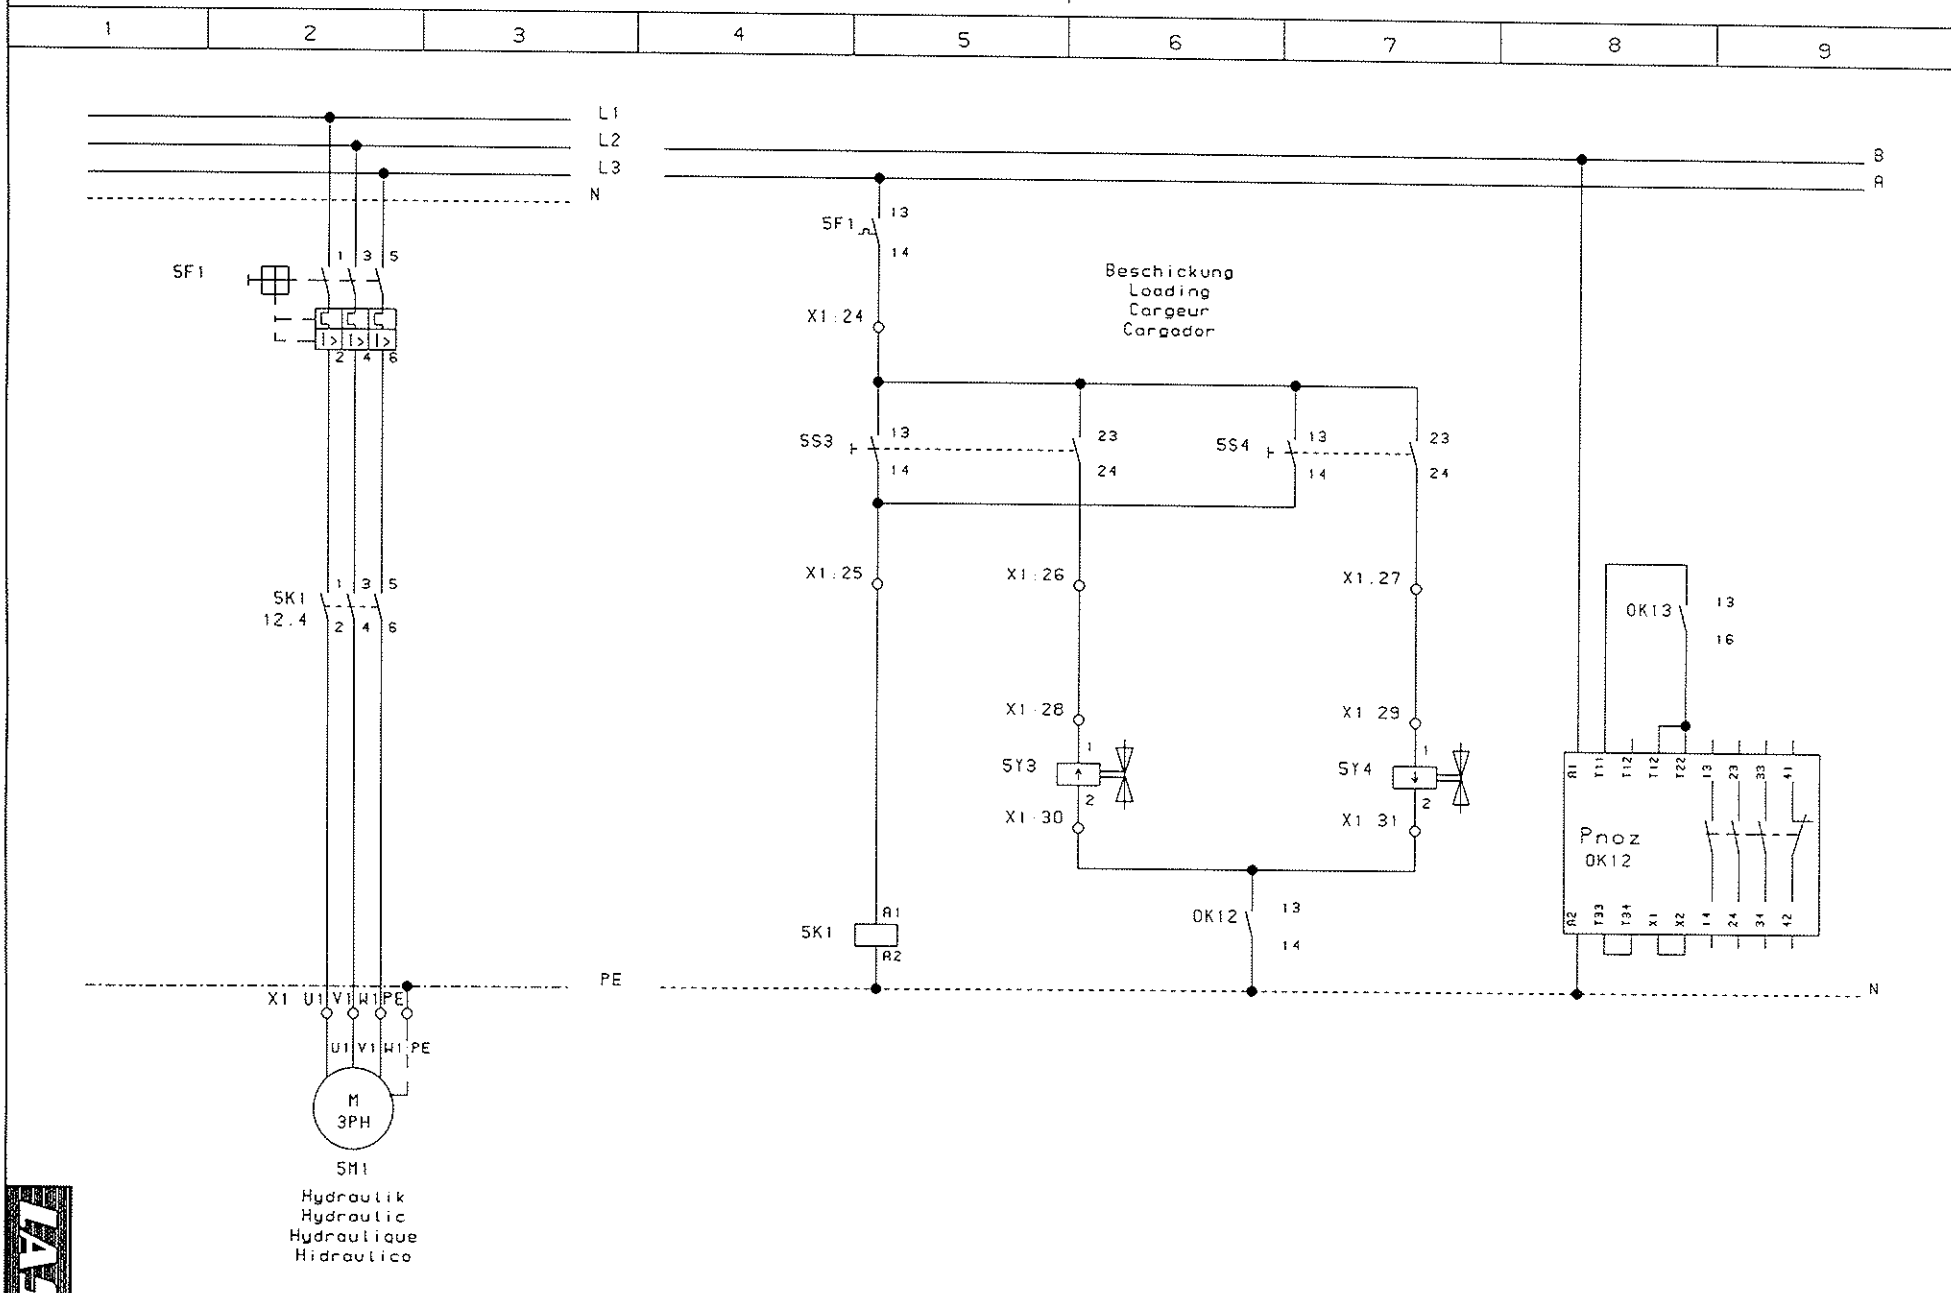 1 2 3 4 5 6 7 8 9
L1
L2
L3
N
B
A
5F1
1 3 5
2 4 6
5F1
13
14
Beschickung
Loading
Cargeur
Cargador
X1:24
5S3
13
14
23
24
5S4
13
14
23
24
X1:25
X1:26
X1.27
5K1
12.4
1 3 5
2 4 6
0K13
13
16
X1:28
X1 29
5Y3
1
2
5Y4
1
2
X1:30
X1 31
A1 T11 T12 T12 T22 13 23 33 41
Pnoz
0K12
A2 T33 T34 X1 X2 14 24 34 42
5K1
A1
A2
0K12
13
14
PE
N
X1 U1 V1 W1 PE
U1 V1 W1 PE
M
3PH
5M1
Hydraulik
Hydraulic
Hydraulique
Hidraulico